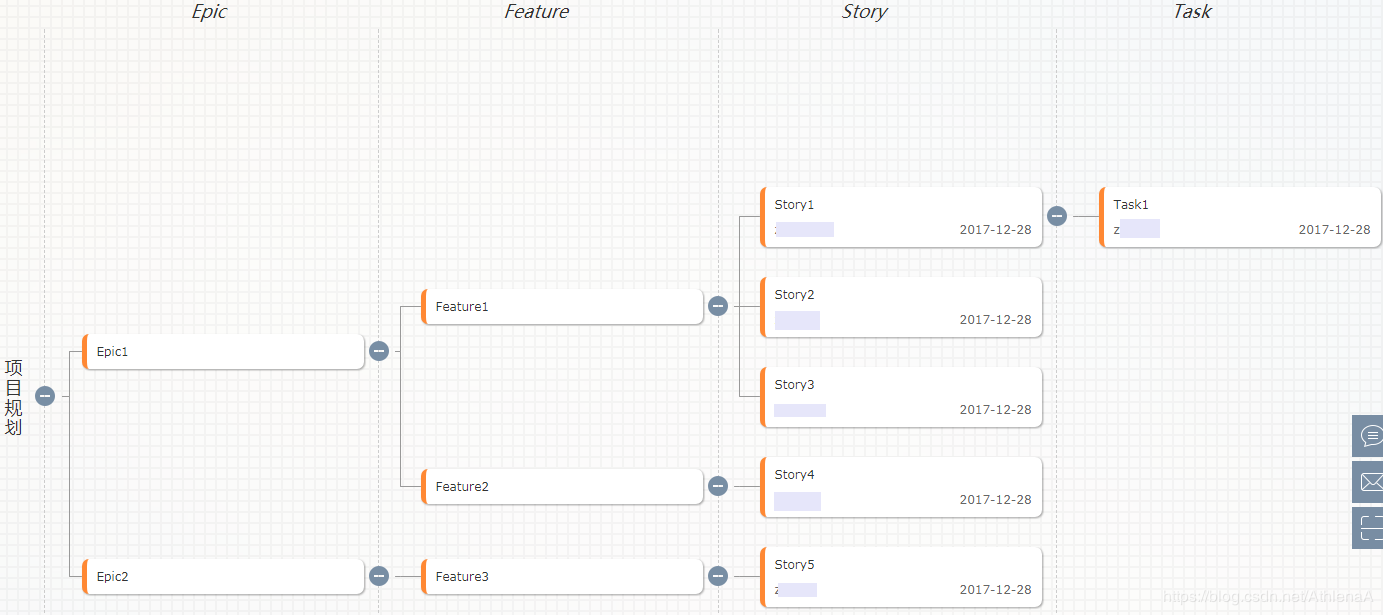 Epic
Feature
Story
Task
Story1
z
2017-12-28
Task1
z
2017-12-28
Story2
2017-12-28
Feature1
Epic1
Story3
2017-12-28
项目规划
Story4
2017-12-28
Feature2
Story5
z
2017-12-28
Epic2
Feature3
https://blog.csdn.net/AthlenaA